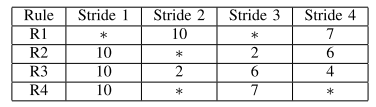 Rule Stride 1 Stride 2 Stride 3 Stride 4
R1 * 10 * 7
R2 10 * 2 6
R3 10 2 6 4
R4 10 * 7 *